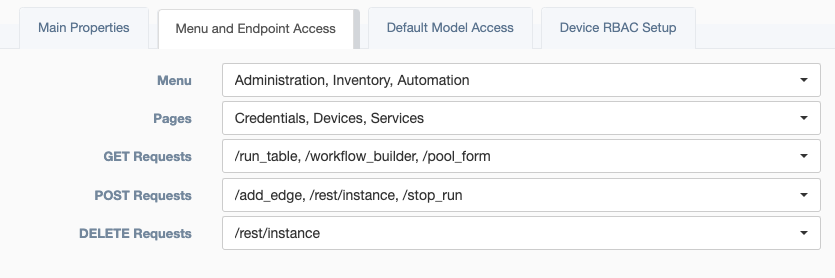 Main Properties
Menu and Endpoint Access
Default Model Access
Device RBAC Setup
Menu
Administration, Inventory, Automation
Pages
Credentials, Devices, Services
GET Requests
/run_table, /workflow_builder, /pool_form
POST Requests
/add_edge, /rest/instance, /stop_run
DELETE Requests
/rest/instance